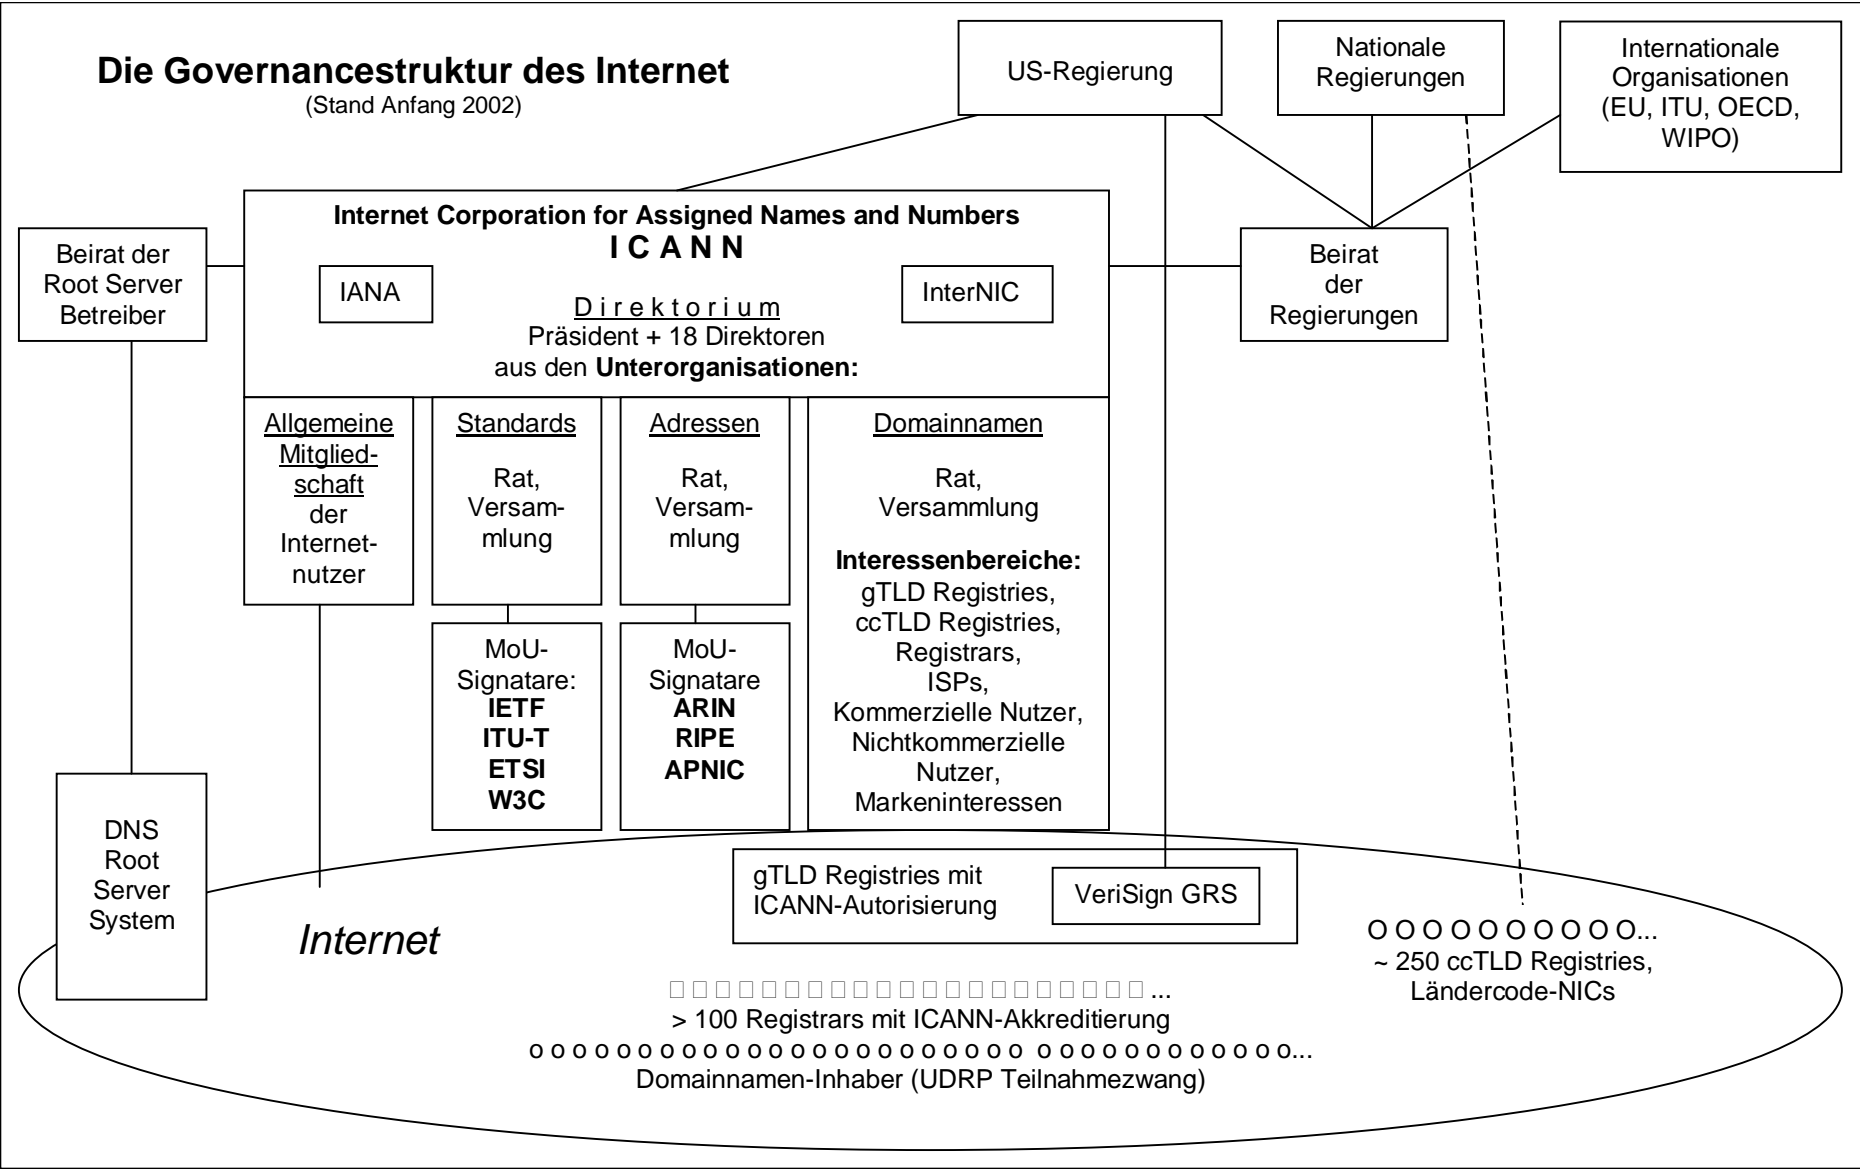 Die Governancestruktur des Internet
(Stand Anfang 2002)
US-Regierung
Nationale
Regierungen
Internationale
Organisationen
(EU, ITU, OECD,
WIPO)
Internet Corporation for Assigned Names and Numbers
I C A N N
IANA
InterNIC
D i r e k t o r i u m
Präsident + 18 Direktoren
aus den Unterorganisationen:
Beirat der
Root Server
Betreiber
Beirat
der
Regierungen
Allgemeine
Mitglied-
schaft
der
Internet-
nutzer
Standards
Rat,
Versam-
mlung
Adressen
Rat,
Versam-
mlung
Domainnamen
Rat,
Versammlung
Interessenbereiche:
gTLD Registries,
ccTLD Registries,
Registrars,
ISPs,
Kommerzielle Nutzer,
Nichtkommerzielle
Nutzer,
Markeninteressen
MoU-
Signatare:
IETF
ITU-T
ETSI
W3C
MoU-
Signatare
ARIN
RIPE
APNIC
DNS
Root
Server
System
Internet
gTLD Registries mit
ICANN-Autorisierung
VeriSign GRS
O O O O O O O O O O...
~ 250 ccTLD Registries,
Ländercode-NICs
□ □ □ □ □ □ □ □ □ □ □ □ □ □ □ □ □ □ □ □ □ ...
> 100 Registrars mit ICANN-Akkreditierung
o o o o o o o o o o o o o o o o o o o o o o o o o o o o o o o o o o o...
Domainnamen-Inhaber (UDRP Teilnahmezwang)